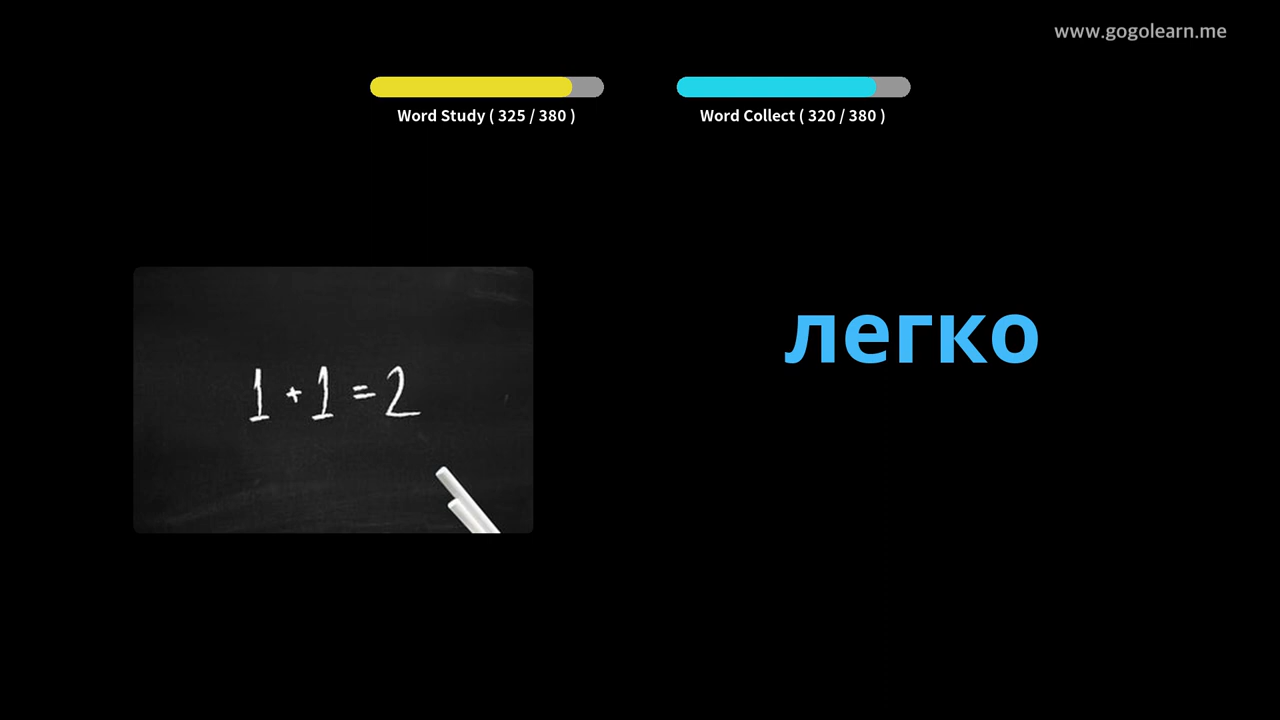 www.gogolearn.me
Word Study ( 325 / 380 )
Word Collect ( 320 / 380 )
легко
1 + 1 = 2